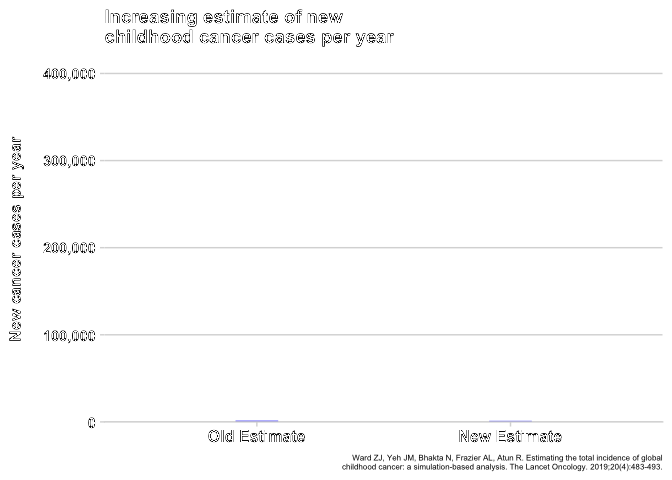 Increasing estimate of new
childhood cancer cases per year
New cancer cases per year
400,000
300,000
200,000
100,000
0
Old Estimate
New Estimate
Ward ZJ, Yeh JM, Bhakta N, Frazier AL, Atun R. Estimating the total incidence of global
childhood cancer: a simulation-based analysis. The Lancet Oncology. 2019;20(4):483-493.